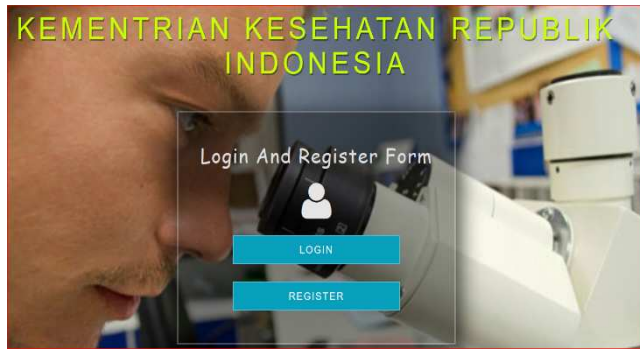 KEMENTRIAN KESEHATAN REPUBLIK
INDONESIA
Login And Register Form
LOGIN
REGISTER